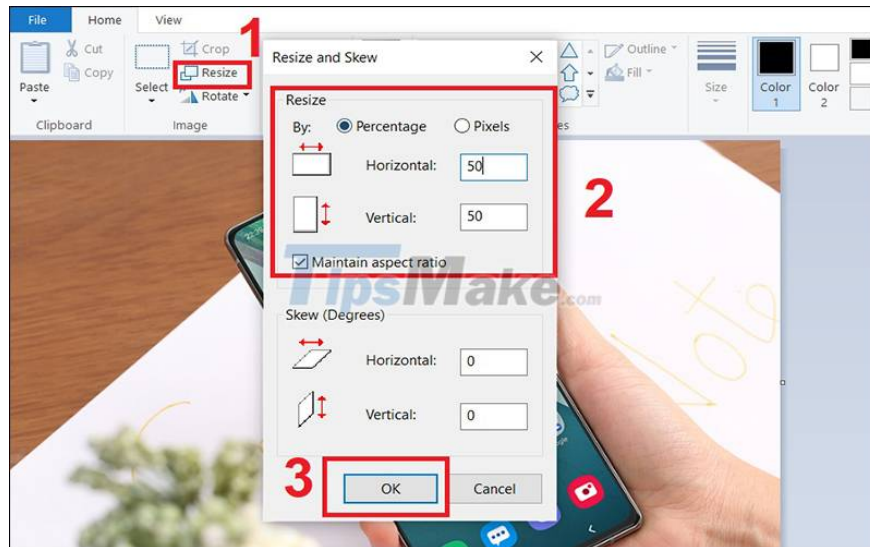 File Home View
1
Cut
Copy
Paste
Clipboard
Select
Crop
Resize
Rotate
Image
Resize and Skew
Resize
By: Percentage Pixels
Horizontal: 50
Vertical: 50
Maintain aspect ratio
2
TipsMake.com
Skew (Degrees)
Horizontal: 0
Vertical: 0
3
OK Cancel
Outline
Fill
es
Size
Color
1
Color
2
Note